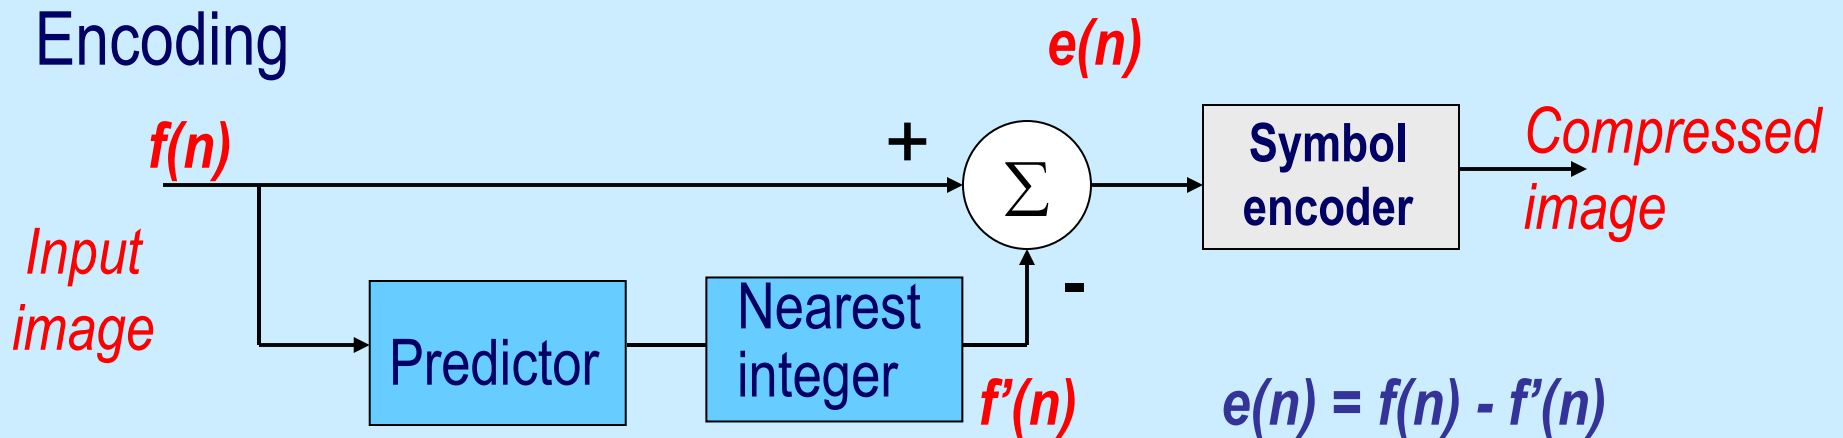 Encoding
e(n)
f(n)
+
Σ
Symbol
encoder
Compressed
image
Input
image
Predictor
Nearest
integer
-
f’(n)
e(n) = f(n) - f’(n)